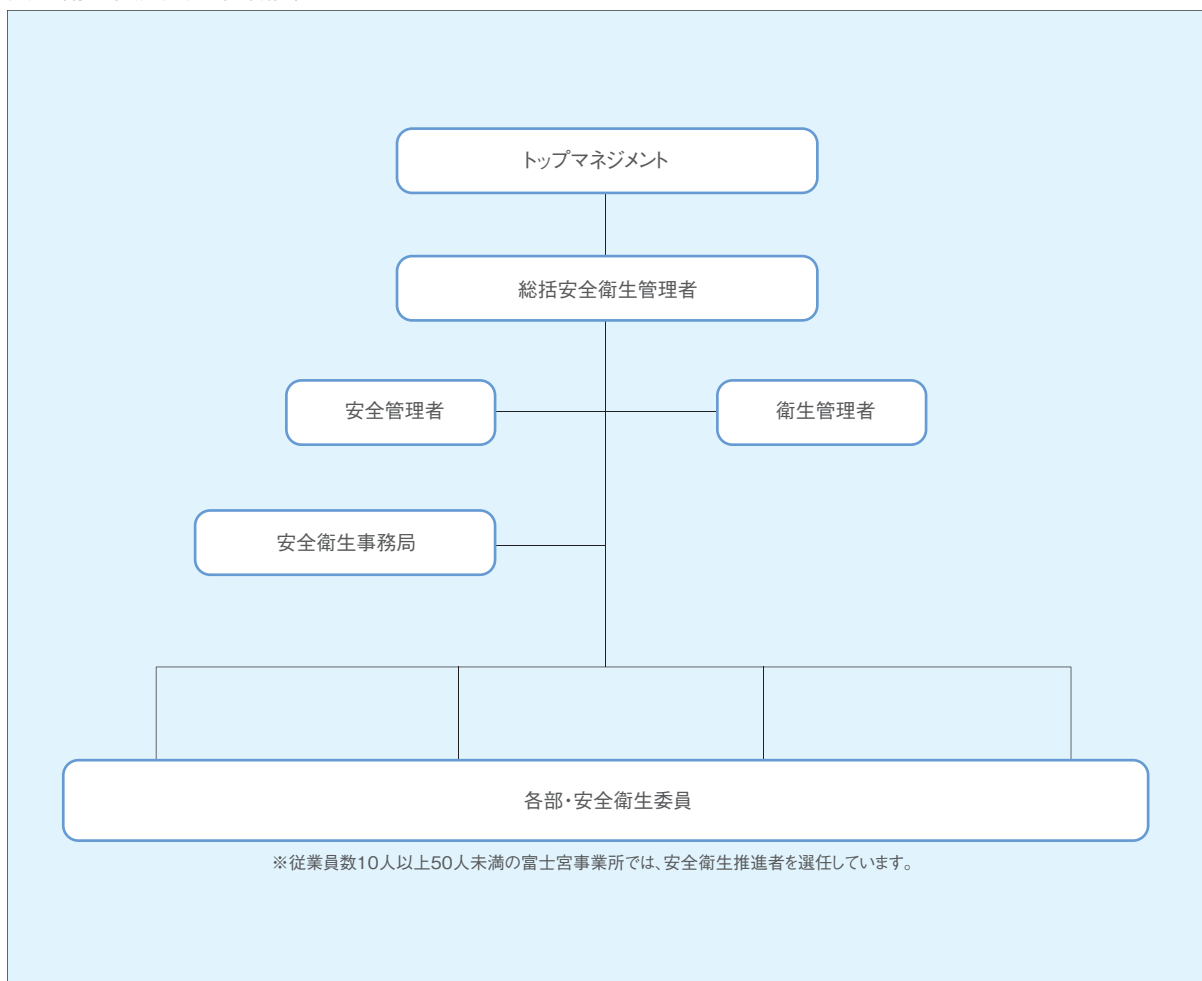 トップマネジメント
総括安全衛生管理者
安全管理者
衛生管理者
安全衛生事務局
各部・安全衛生委員
※従業員数10人以上50人未満の富士宮事業所では、安全衛生推進者を選任しています。